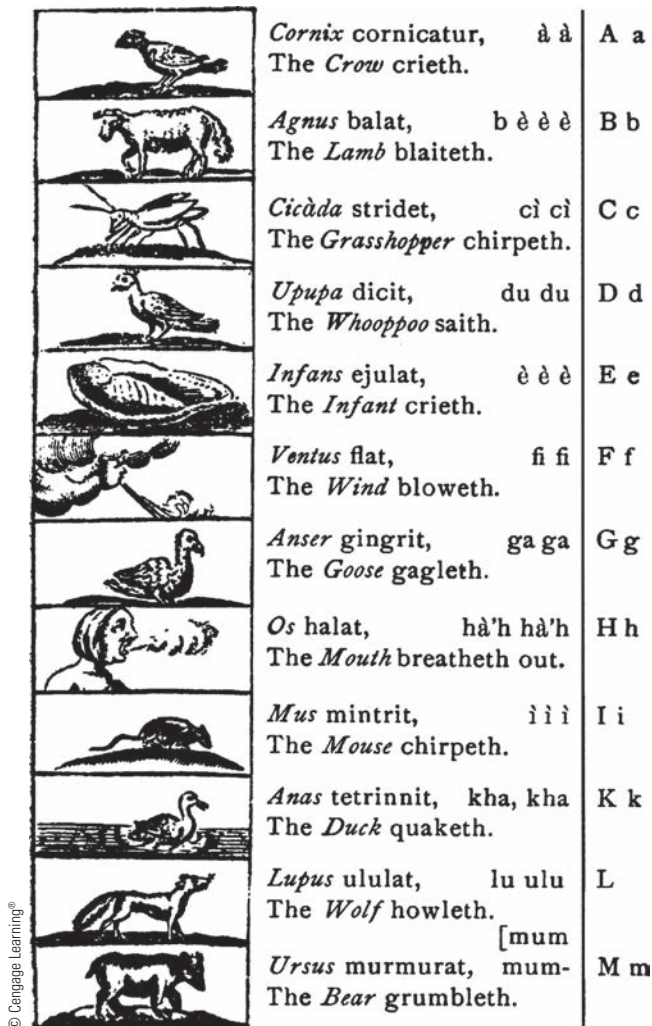 Cornix cornicatur, à à A a
The Crow crieth.
Agnus balat, b è è è B b
The Lamb blaiteth.
Cicàda stridet, cì cì C c
The Grasshopper chirpeth.
Upupa dicit, du du D d
The Whooppoo saith.
Infans ejulat, è è è E e
The Infant crieth.
Ventus flat, fi fi F f
The Wind bloweth.
Anser gingrit, ga ga G g
The Goose gagleth.
Os halat, hà'h hà'h H h
The Mouth breatheth out.
Mus mintrit, ì ì ì I i
The Mouse chirpeth.
Anas tetrinnit, kha, kha K k
The Duck quaketh.
Lupus ululat, lu ulu L
The Wolf howleth.
[mum
Ursus murmurat, mum- M m
The Bear grumbleth.
© Cengage Learning®